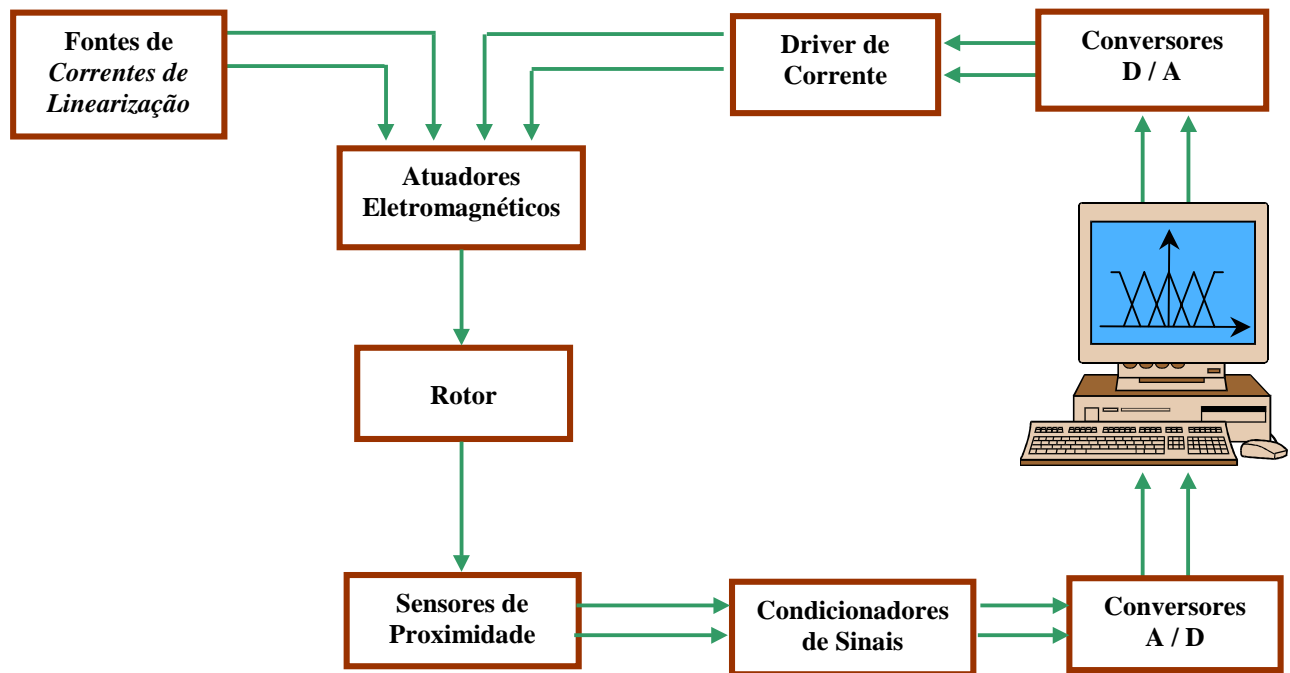 Fontes de
Correntes de
Linearização
Driver de
Corrente
Conversores
D / A
Atuadores
Eletromagnéticos
Rotor
Sensores de
Proximidade
Condicionadores
de Sinais
Conversores
A / D